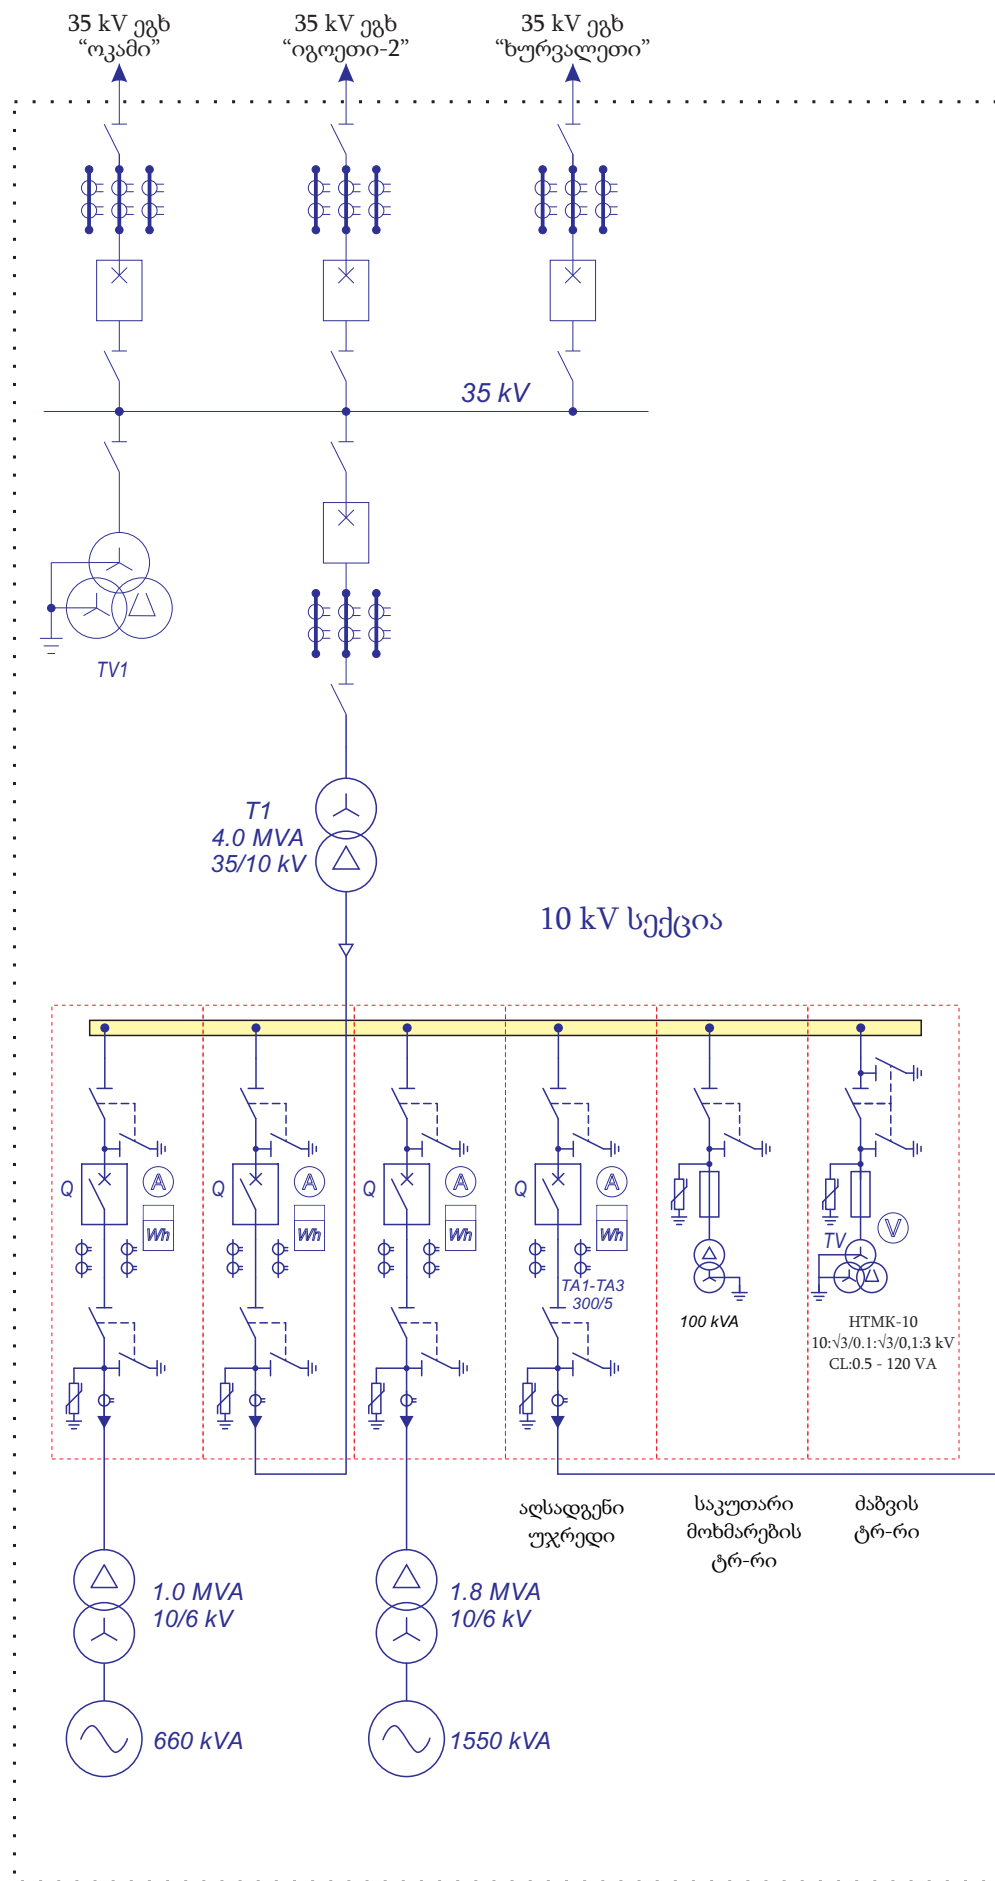 35 kV ეგხ
“ოკამი”
35 kV ეგხ
“იგოეთი-2”
35 kV ეგხ
“ხურვალეთი”
35 kV
TV1
T1
4.0 MVA
35/10 kV
10 kV სექცია
Q
A
Wh
Q
A
Wh
Q
A
Wh
Q
A
Wh
TA1-TA3
300/5
100 kVA
TV
V
НТМК-10
10:√3/0.1:√3/0,1:3 kV
CL:0.5 - 120 VA
აღსადგენი
უჯრედი
საკუთარი
მოხმარების
ტრ-რი
ძაბვის
ტრ-რი
1.0 MVA
10/6 kV
1.8 MVA
10/6 kV
660 kVA
1550 kVA